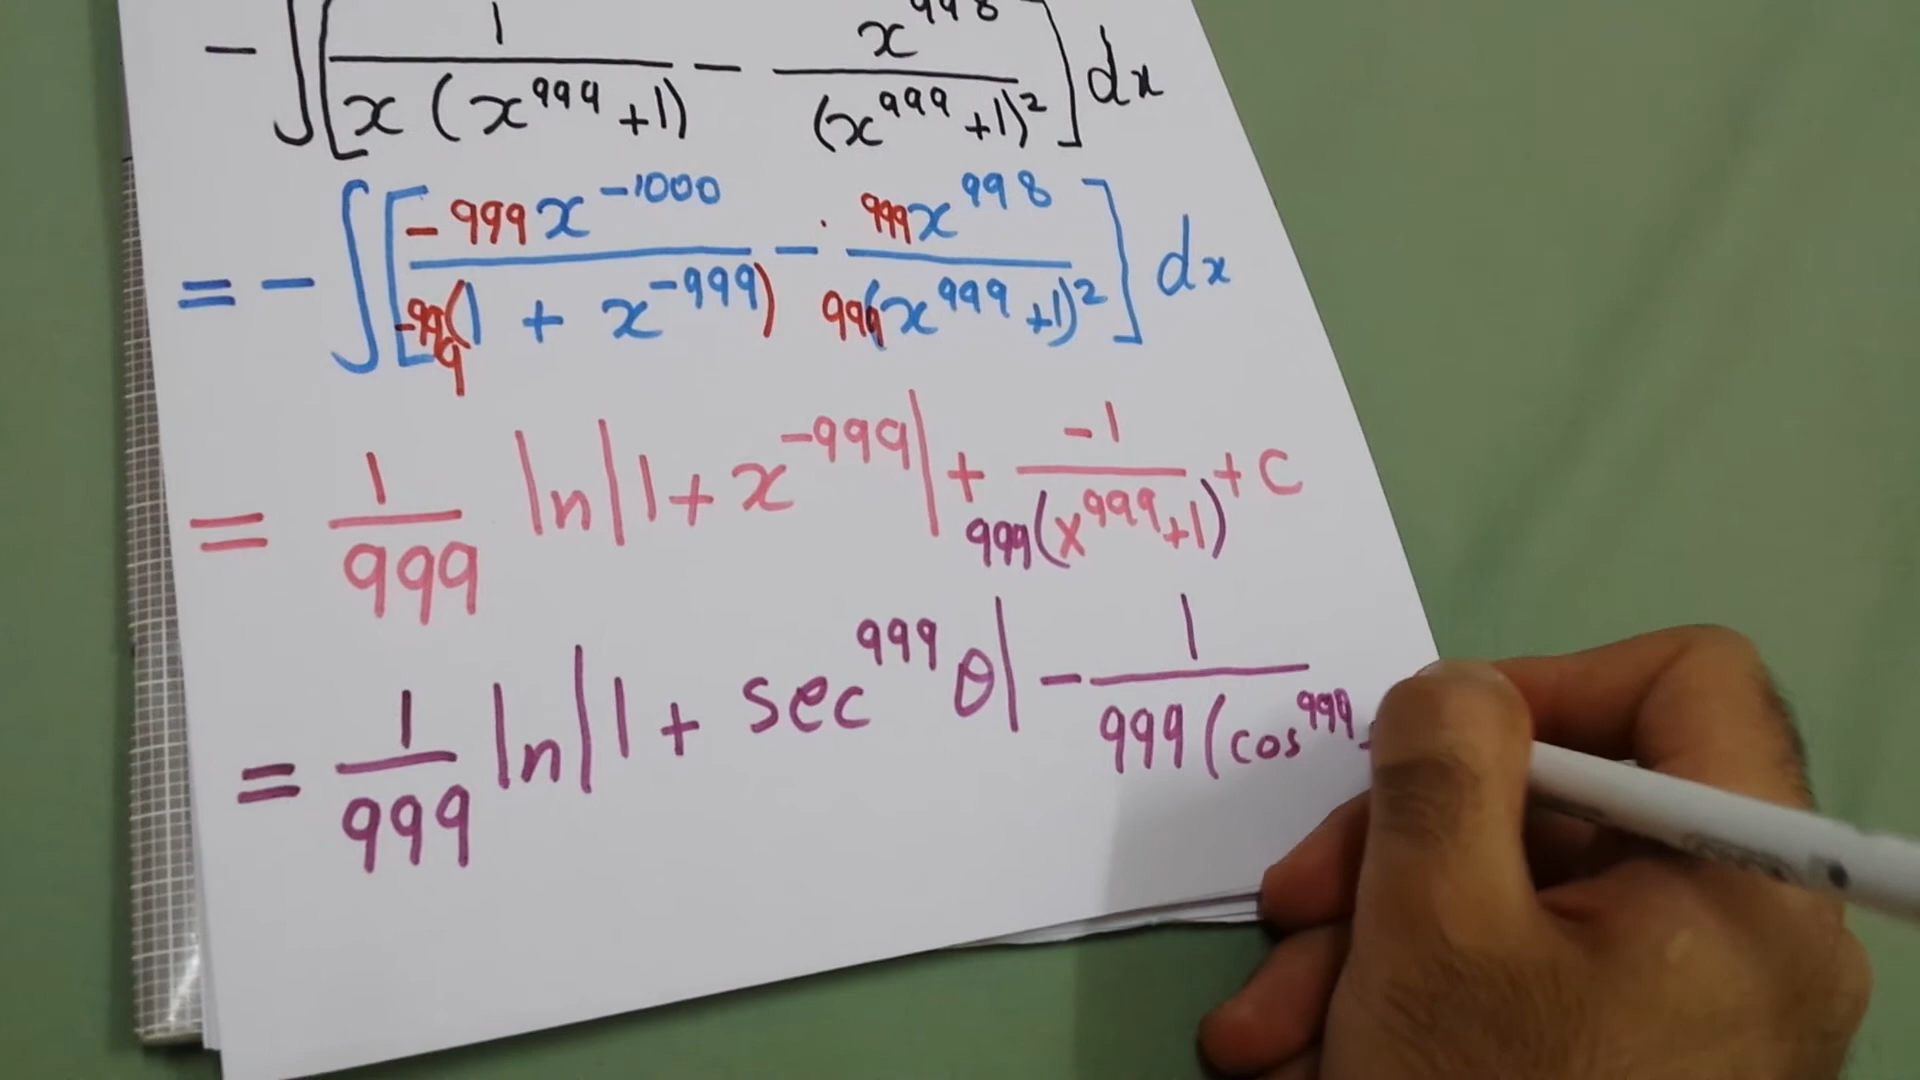 − ∫ [ 1 / x (x^999 + 1) − x^998 / (x^999 + 1)^2 ] dx
= − ∫ [ −999x^−1000 / −999(1 + x^−999) − 999x^998 / 999(x^999 + 1)^2 ] dx
= 1/999 ln|1 + x^−999| + −1 / 999(x^999 + 1) + C
= 1/999 ln|1 + sec^999 θ| − 1 / 999(cos^999